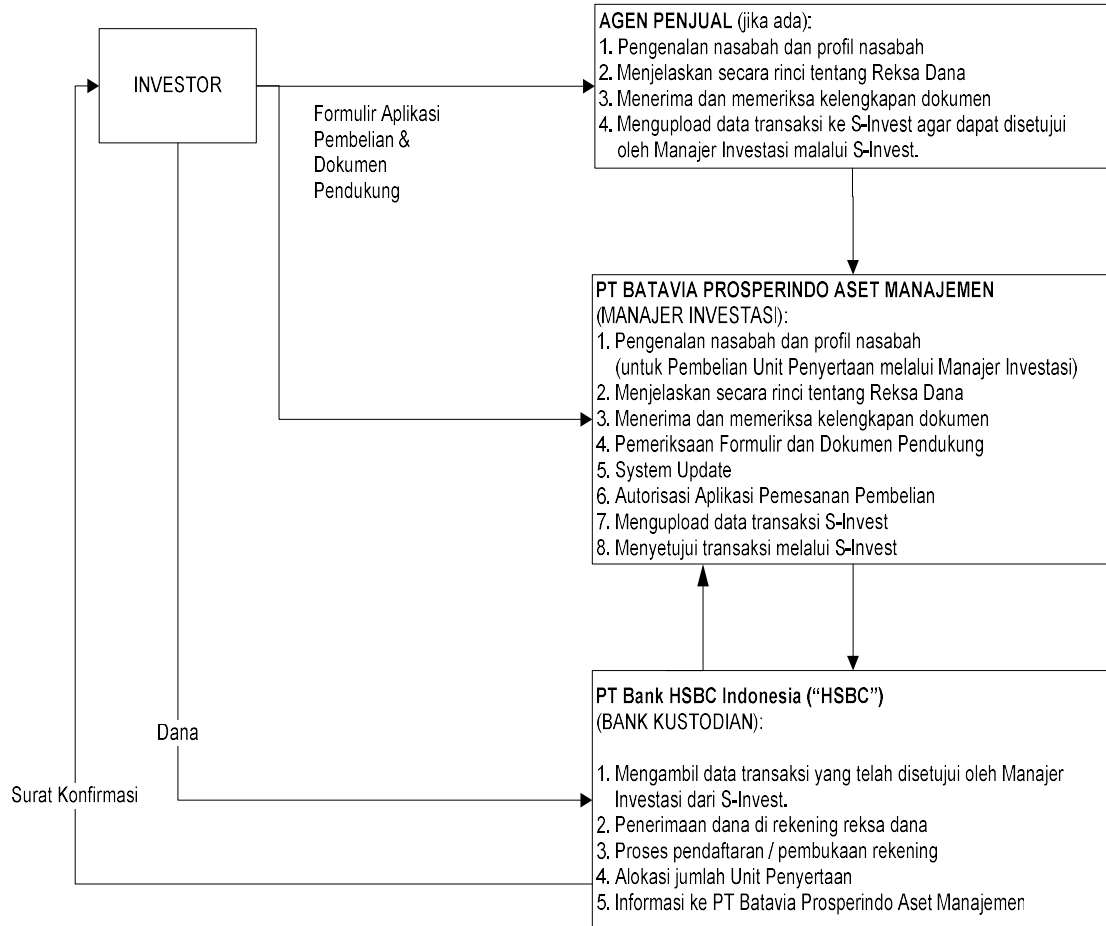 INVESTOR
Formulir Aplikasi
Pembelian &
Dokumen
Pendukung
AGEN PENJUAL (jika ada):
1. Pengenalan nasabah dan profil nasabah
2. Menjelaskan secara rinci tentang Reksa Dana
3. Menerima dan memeriksa kelengkapan dokumen
4. Mengupload data transaksi ke S-Invest agar dapat disetujui
oleh Manajer Investasi malalui S-Invest.
PT BATAVIA PROSPERINDO ASET MANAJEMEN
(MANAJER INVESTASI):
1. Pengenalan nasabah dan profil nasabah
(untuk Pembelian Unit Penyertaan melalui Manajer Investasi)
2. Menjelaskan secara rinci tentang Reksa Dana
3. Menerima dan memeriksa kelengkapan dokumen
4. Pemeriksaan Formulir dan Dokumen Pendukung
5. System Update
6. Autorisasi Aplikasi Pemesanan Pembelian
7. Mengupload data transaksi S-Invest
8. Menyetujui transaksi melalui S-Invest
Dana
Surat Konfirmasi
PT Bank HSBC Indonesia (“HSBC”)
(BANK KUSTODIAN):
1. Mengambil data transaksi yang telah disetujui oleh Manajer
Investasi dari S-Invest.
2. Penerimaan dana di rekening reksa dana
3. Proses pendaftaran / pembukaan rekening
4. Alokasi jumlah Unit Penyertaan
5. Informasi ke PT Batavia Prosperindo Aset Manajemen